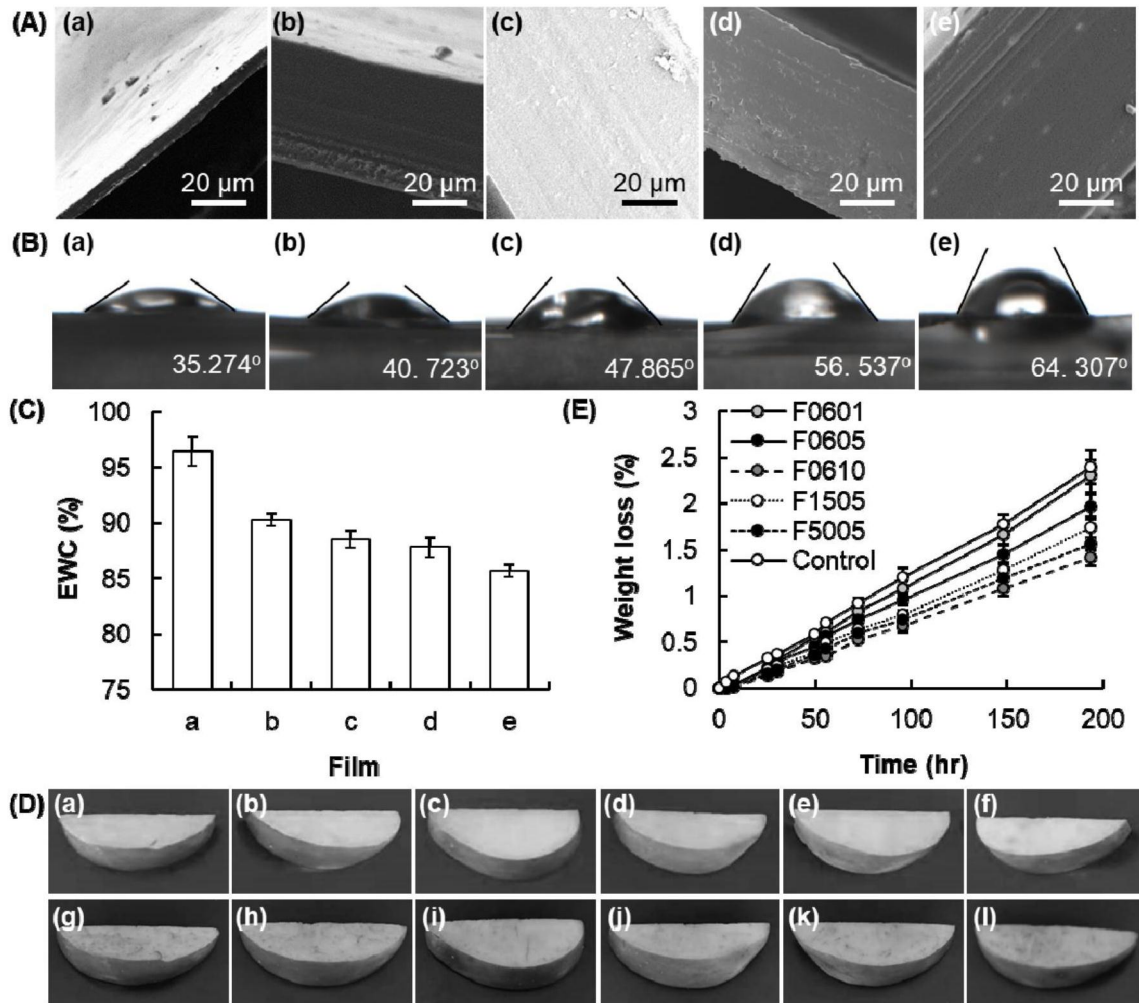 (A) (a) (b) (c) (d) (e)
20 µm 20 µm 20 µm 20 µm 20 µm
(B) (a) (b) (c) (d) (e)
35.274° 40. 723° 47.865° 56. 537° 64. 307°
(C)
EWC (%)
100
95
90
85
80
75
a b c d e
Film
(E)
Weight loss (%)
3
2.5
2
1.5
1
0.5
0
F0601
F0605
F0610
F1505
F5005
Control
0 50 100 150 200
Time (hr)
(D) (a) (b) (c) (d) (e) (f)
(g) (h) (i) (j) (k) (l)